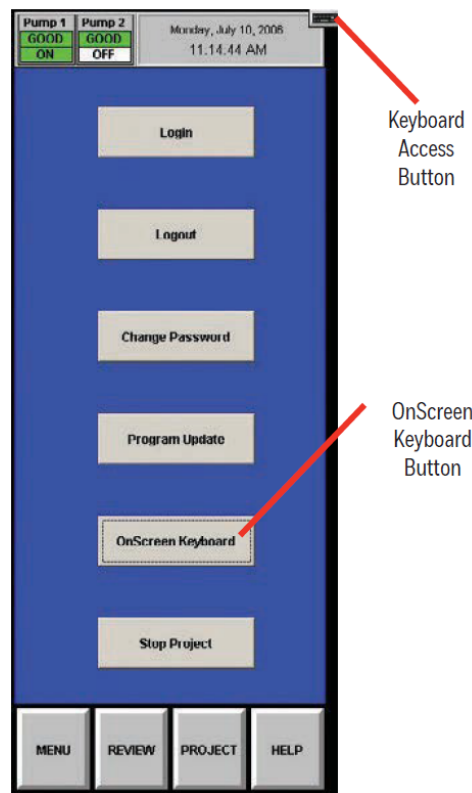 Pump 1 Pump 2
GOOD GOOD
ON OFF
Monday, July 10, 2006
11:14:44 AM
Keyboard
Access
Button
Login
Logout
Change Password
Program Update
OnScreen
Keyboard
Button
OnScreen Keyboard
Stop Project
MENU REVIEW PROJECT HELP